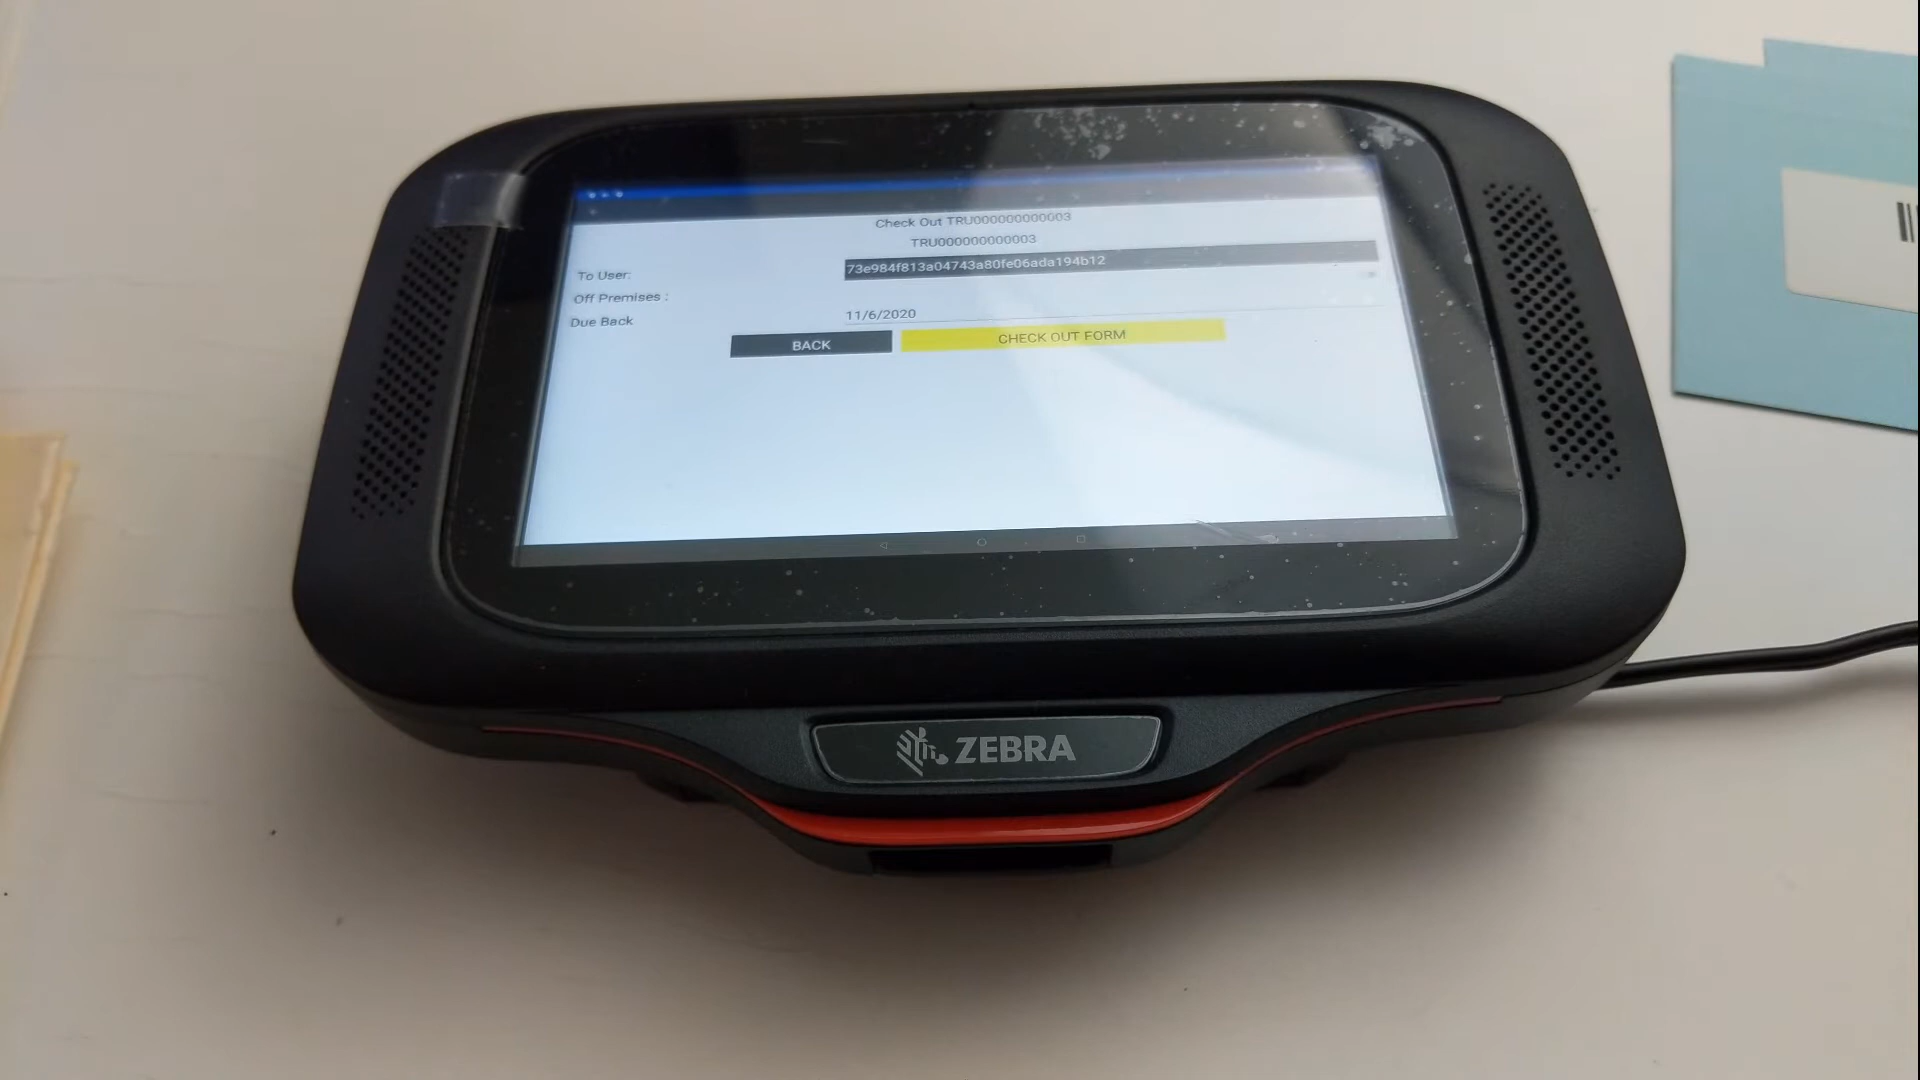 Check Out TRU000000000003
TRU000000000003
To User: 73e984f813a04743a80fe06ada194b12
Off Premises :
Due Back 11/6/2020
BACK CHECK OUT FORM
ZEBRA